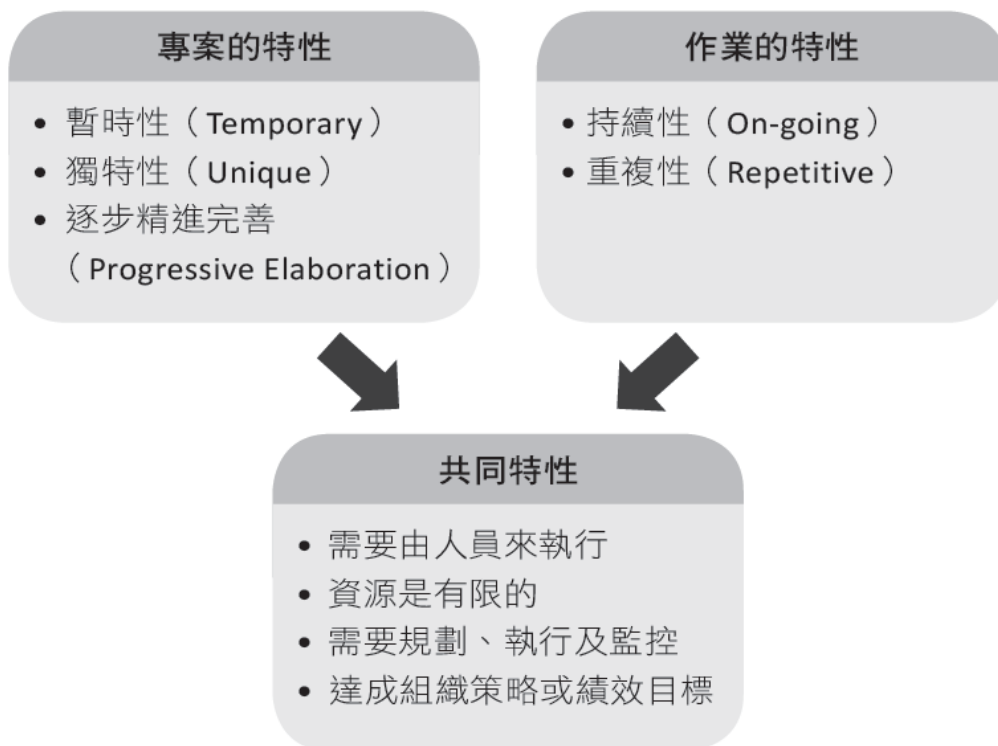 專案的特性
• 暫時性（Temporary）
• 獨特性（Unique）
• 逐步精進完善
（Progressive Elaboration）
作業的特性
• 持續性（On-going）
• 重複性（Repetitive）
共同特性
• 需要由人員來執行
• 資源是有限的
• 需要規劃、執行及監控
• 達成組織策略或績效目標